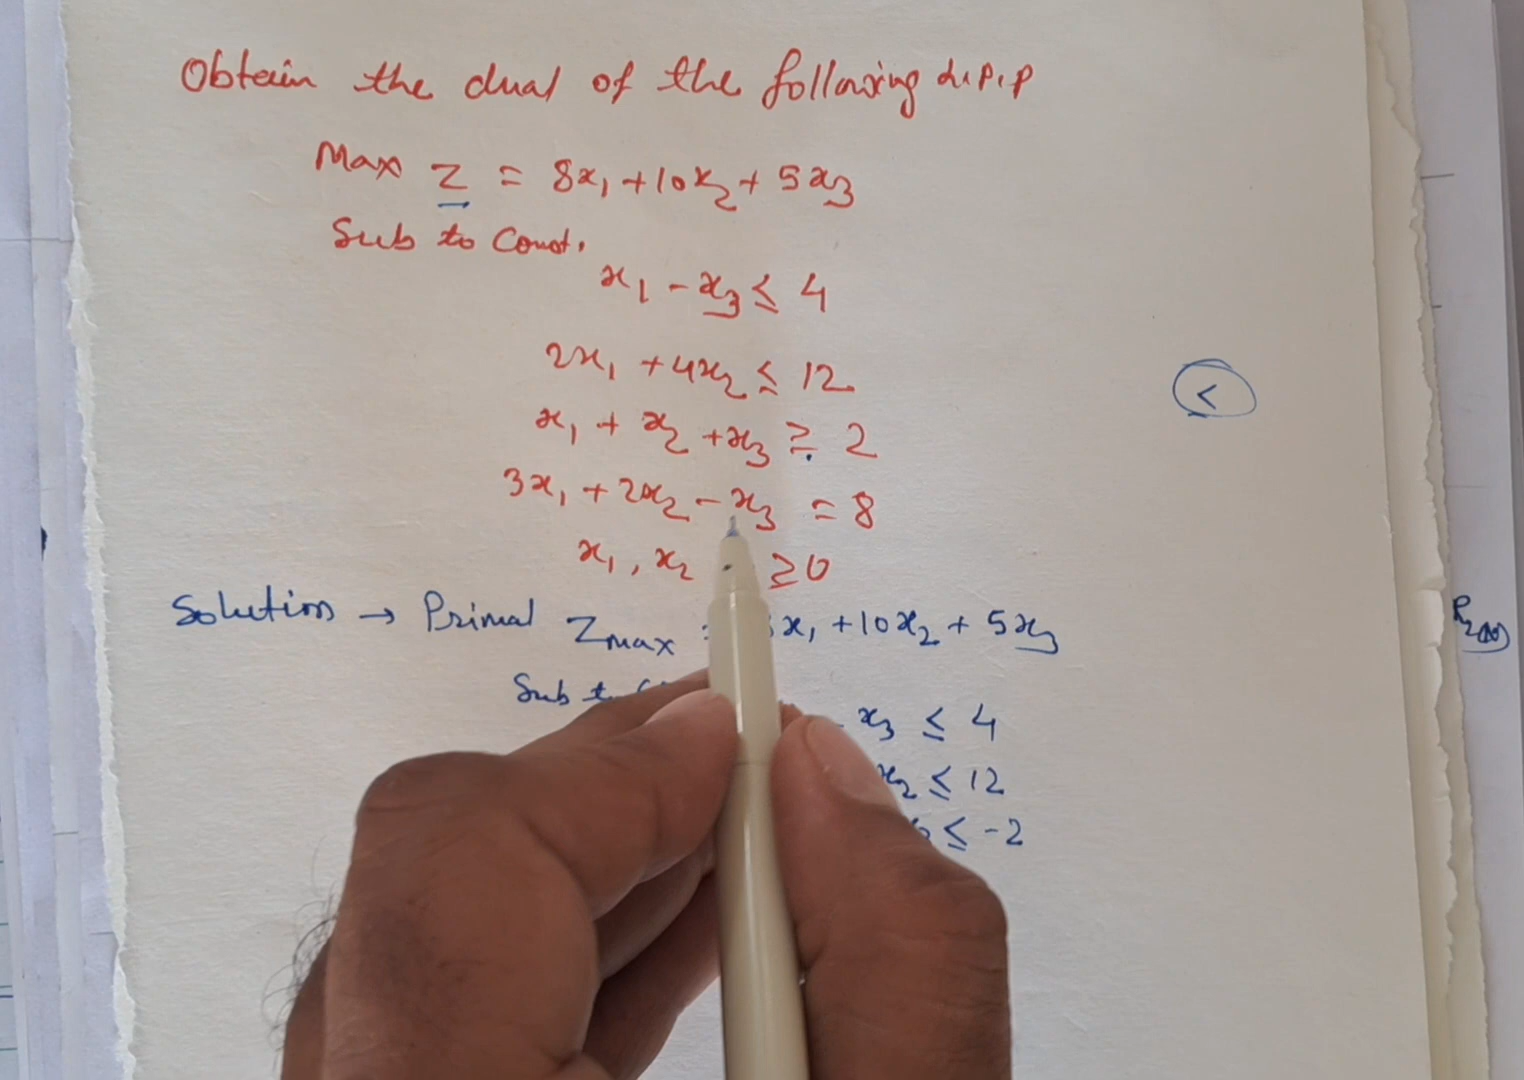 Obtain the dual of the following L.P.P
Max Z = 8x₁ + 10x₂ + 5x₃
Sub to Const.
x₁ - x₃ ≤ 4
2x₁ + 4x₂ ≤ 12
<
x₁ + x₂ + x₃ ≥ 2
3x₁ + 2x₂ - x₃ = 8
x₁, x₂ ≥ 0
Solution → Primal Zmax x₁ + 10x₂ + 5x₃
Sub
x₃ ≤ 4
x₂ ≤ 12
≤ -2